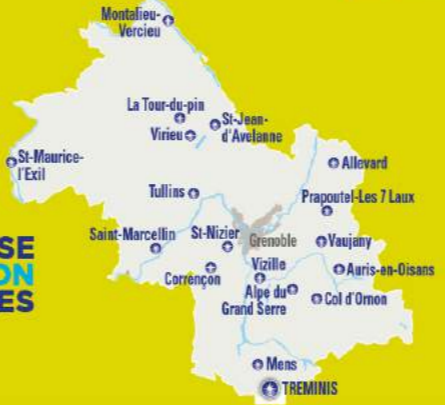 Montalieu-
Vercieu
La Tour-du-pin
St-Jean-
d'Avelanne
Virieu
St-Maurice-
l'Exil
Allevard
Tullins
Prapoutel-Les 7 Laux
Saint-Marcellin
St-Nizier
Grenoble
Vaujany
SE
ON
ES
Corrençon
Vizille
Auris-en-Oisans
Alpe du
Grand Serre
Col d'Ornon
Mens
TREMINIS